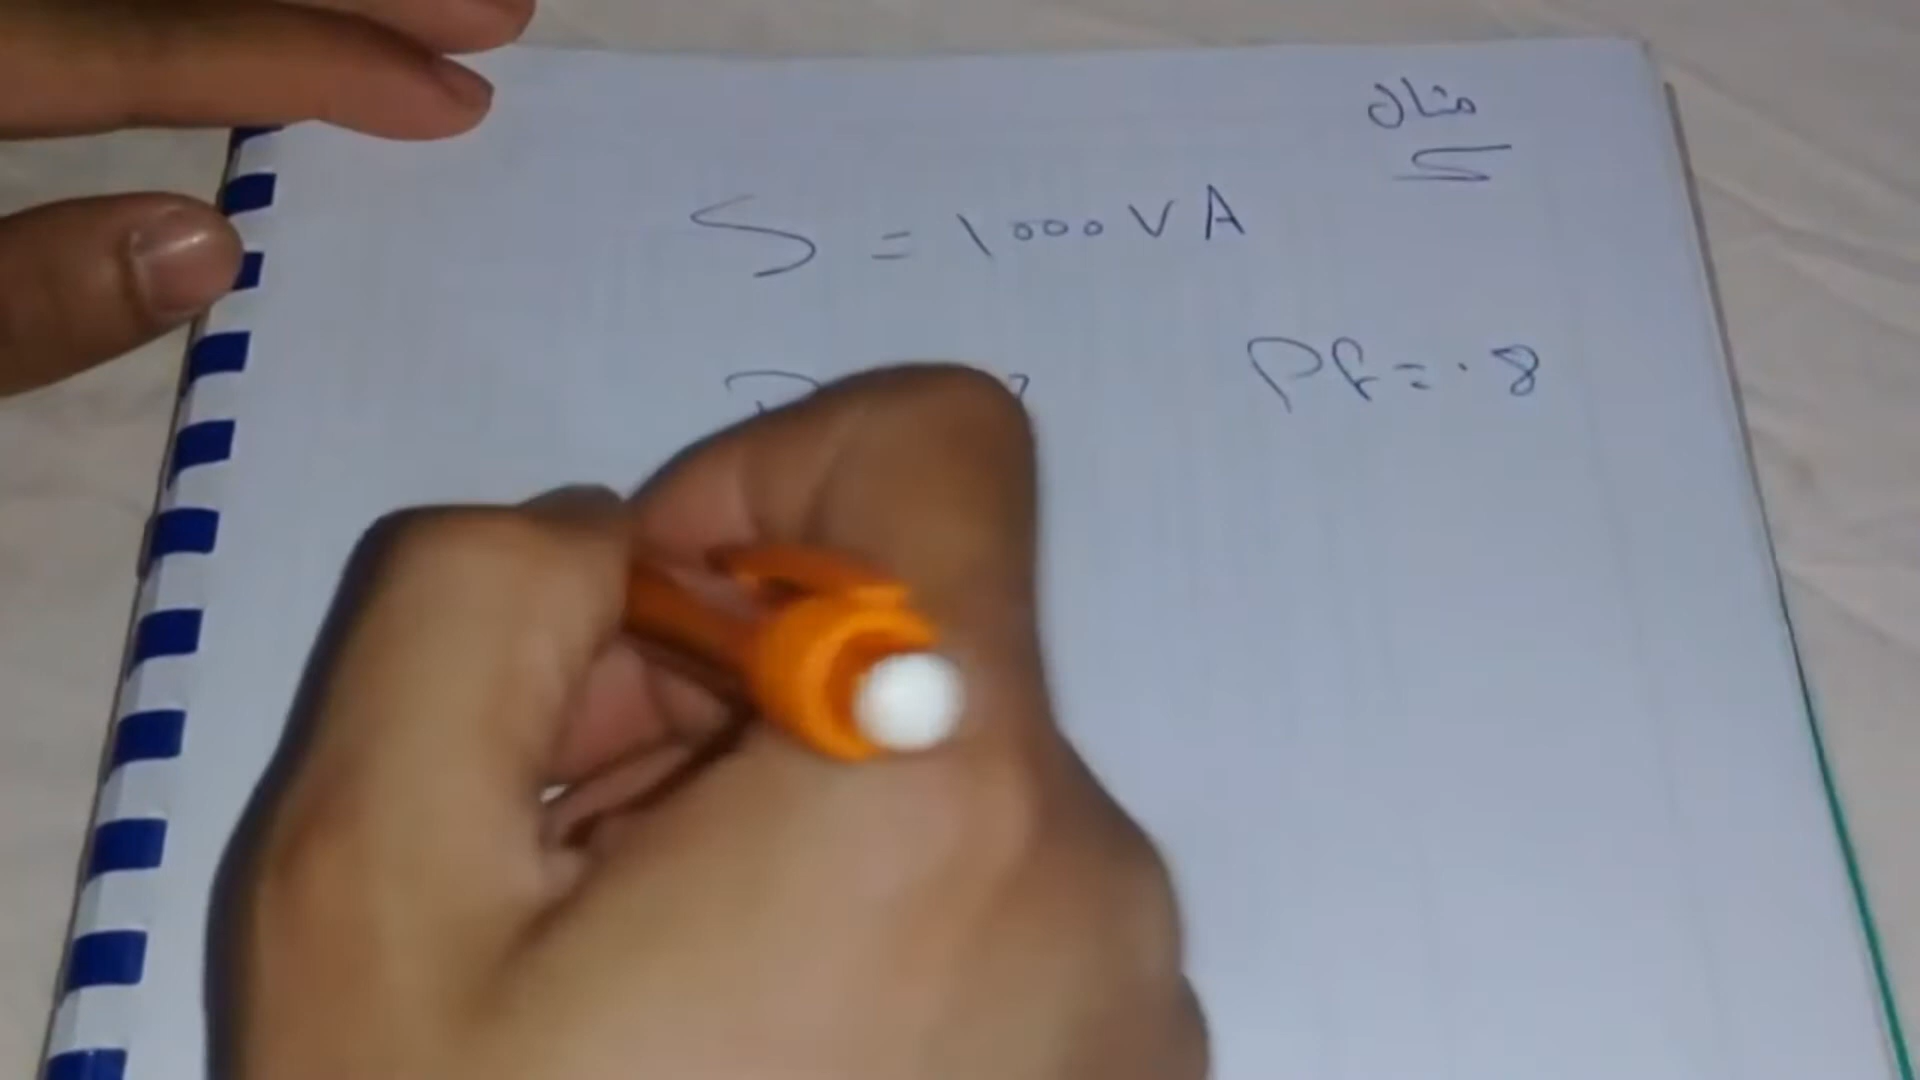 مثال
S = 1000 VA
P ? Pf = .8